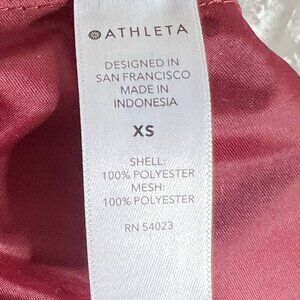 ATHLETA
DESIGNED IN
SAN FRANCISCO
MADE IN
INDONESIA
XS
SHELL:
100% POLYESTER
MESH:
100% POLYESTER
RN 54023